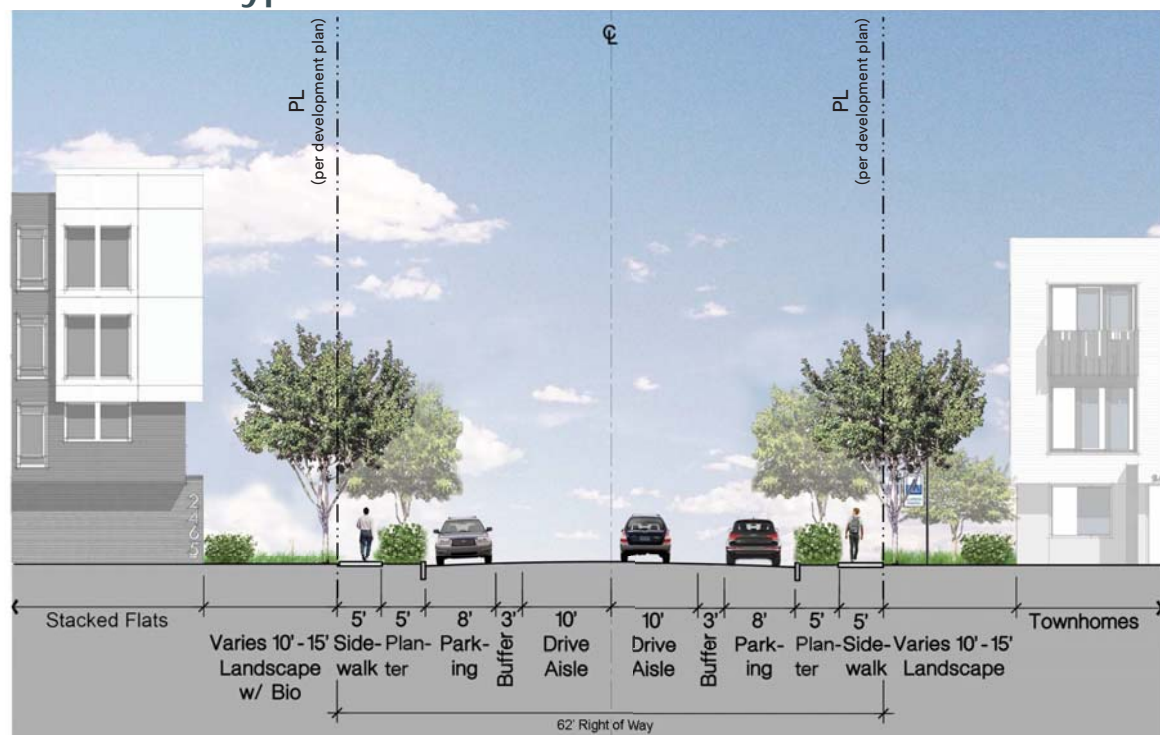 PL
(per development plan)
CL
PL
(per development plan)
Stacked Flats
Varies 10'-15'
Landscape
w/ Bio
5'
Side-
walk
5'
Plan-
ter
8'
Park-
ing
3'
Buffer
10'
Drive
Aisle
10'
Drive
Aisle
3'
Buffer
8'
Park-
ing
5'
Plan-
ter
5'
Side-
walk
Varies 10'-15'
Landscape
Townhomes
62' Right of Way